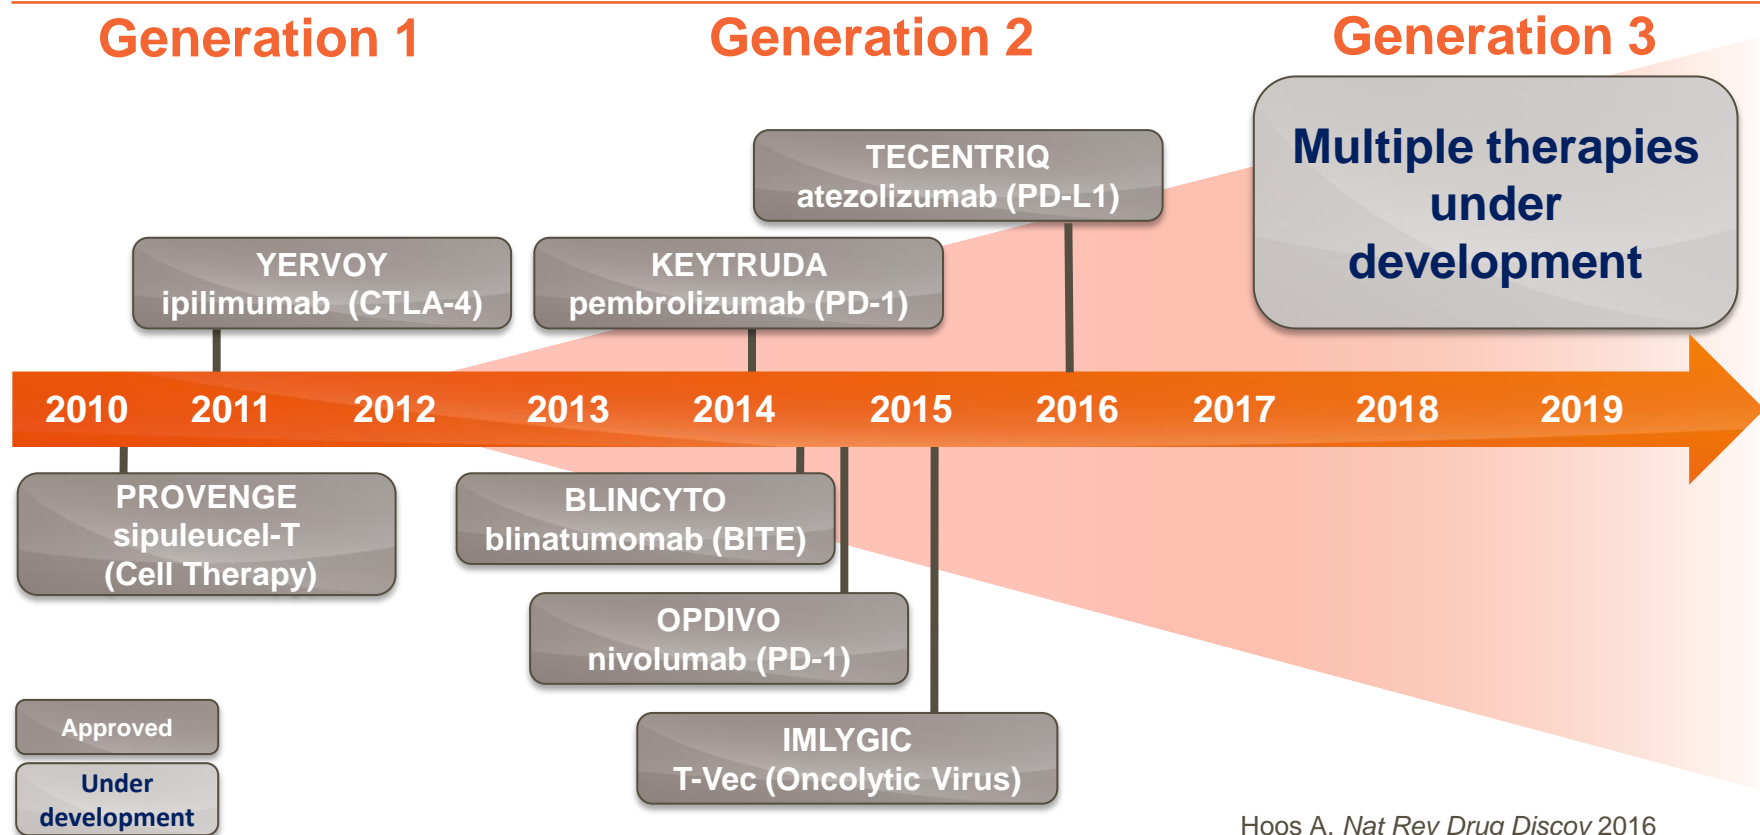 Generation 1
Generation 2
Generation 3
Multiple therapies
under
development
TECENTRIQ
atezolizumab (PD-L1)
YERVOY
ipilimumab (CTLA-4)
KEYTRUDA
pembrolizumab (PD-1)
2010 2011 2012 2013 2014 2015 2016 2017 2018 2019
PROVENGE
sipuleucel-T
(Cell Therapy)
BLINCYTO
blinatumomab (BITE)
OPDIVO
nivolumab (PD-1)
IMLYGIC
T-Vec (Oncolytic Virus)
Approved
Under
development
Hoos A. Nat Rev Drug Discov 2016